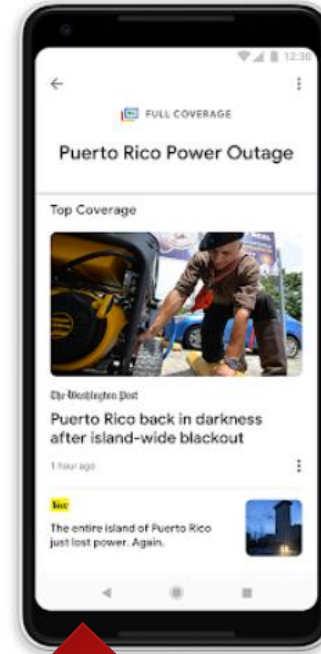 12:30
FULL COVERAGE
Puerto Rico Power Outage
Top Coverage
The Washington Post
Puerto Rico back in darkness
after island-wide blackout
1 hour ago
Vox
The entire island of Puerto Rico
just lost power. Again.